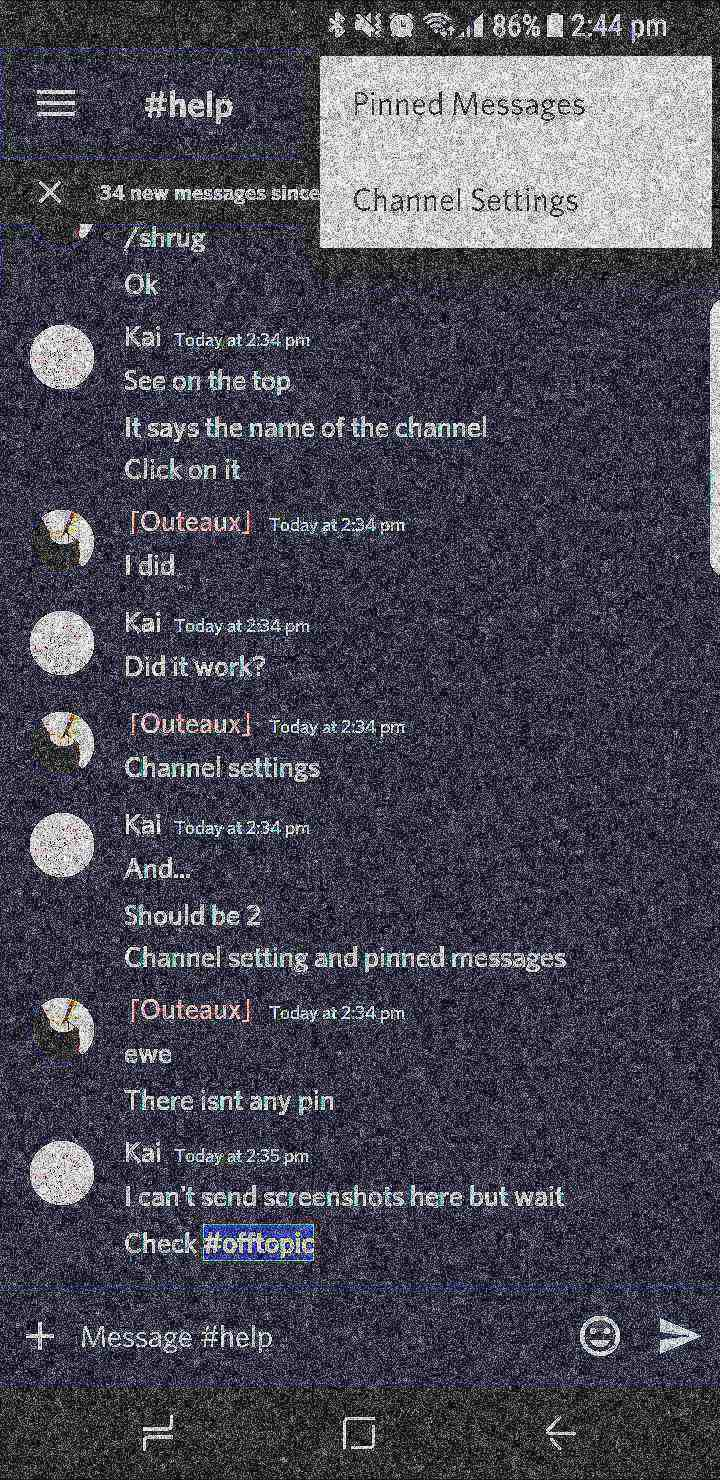 86% 2:44 pm
#help
Pinned Messages
34 new messages since
Channel Settings
/shrug
Ok
Kai Today at 2:34 pm
See on the top
It says the name of the channel
Click on it
「Outeaux」 Today at 2:34 pm
I did
Kai Today at 2:34 pm
Did it work?
「Outeaux」 Today at 2:34 pm
Channel settings
Kai Today at 2:34 pm
And...
Should be 2
Channel setting and pinned messages
「Outeaux」 Today at 2:34 pm
ewe
There isnt any pin
Kai Today at 2:35 pm
I can't send screenshots here but wait
Check #offtopic
Message #help